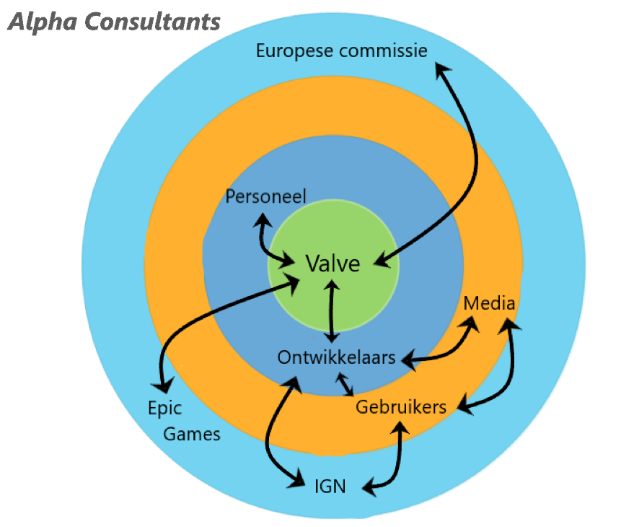 Alpha Consultants
Europese commissie
Personeel
Valve
Media
Ontwikkelaars
Gebruikers
Epic
Games
IGN